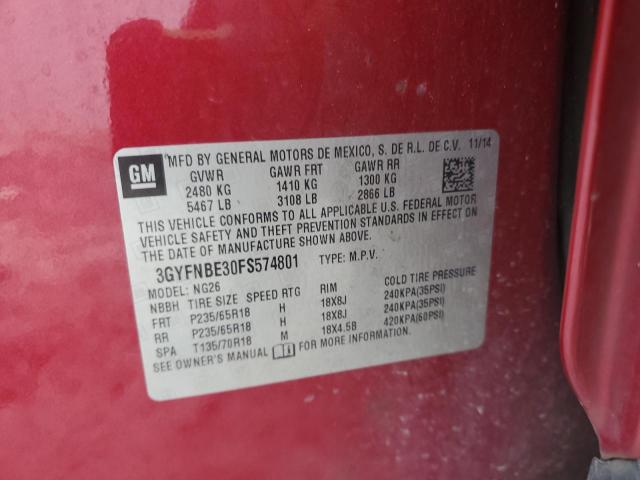 GM
MFD BY GENERAL MOTORS DE MEXICO, S. DE R.L. DE C.V. 11/14
GVWR GAWR FRT GAWR RR
2480 KG 1410 KG 1300 KG
5467 LB 3108 LB 2866 LB
THIS VEHICLE CONFORMS TO ALL APPLICABLE U.S. FEDERAL MOTOR
VEHICLE SAFETY AND THEFT PREVENTION STANDARDS IN EFFECT ON
THE DATE OF MANUFACTURE SHOWN ABOVE.
3GYFNBE30FS574801 TYPE: M.P.V.
MODEL: NG26
NBBH TIRE SIZE SPEED RTG RIM COLD TIRE PRESSURE
FRT P235/65R18 H 18X8J 240KPA(35PSI)
RR P235/65R18 H 18X8J 240KPA(35PSI)
SPA T135/70R18 M 18X4.5B 420KPA(60PSI)
SEE OWNER'S MANUAL FOR MORE INFORMATION.